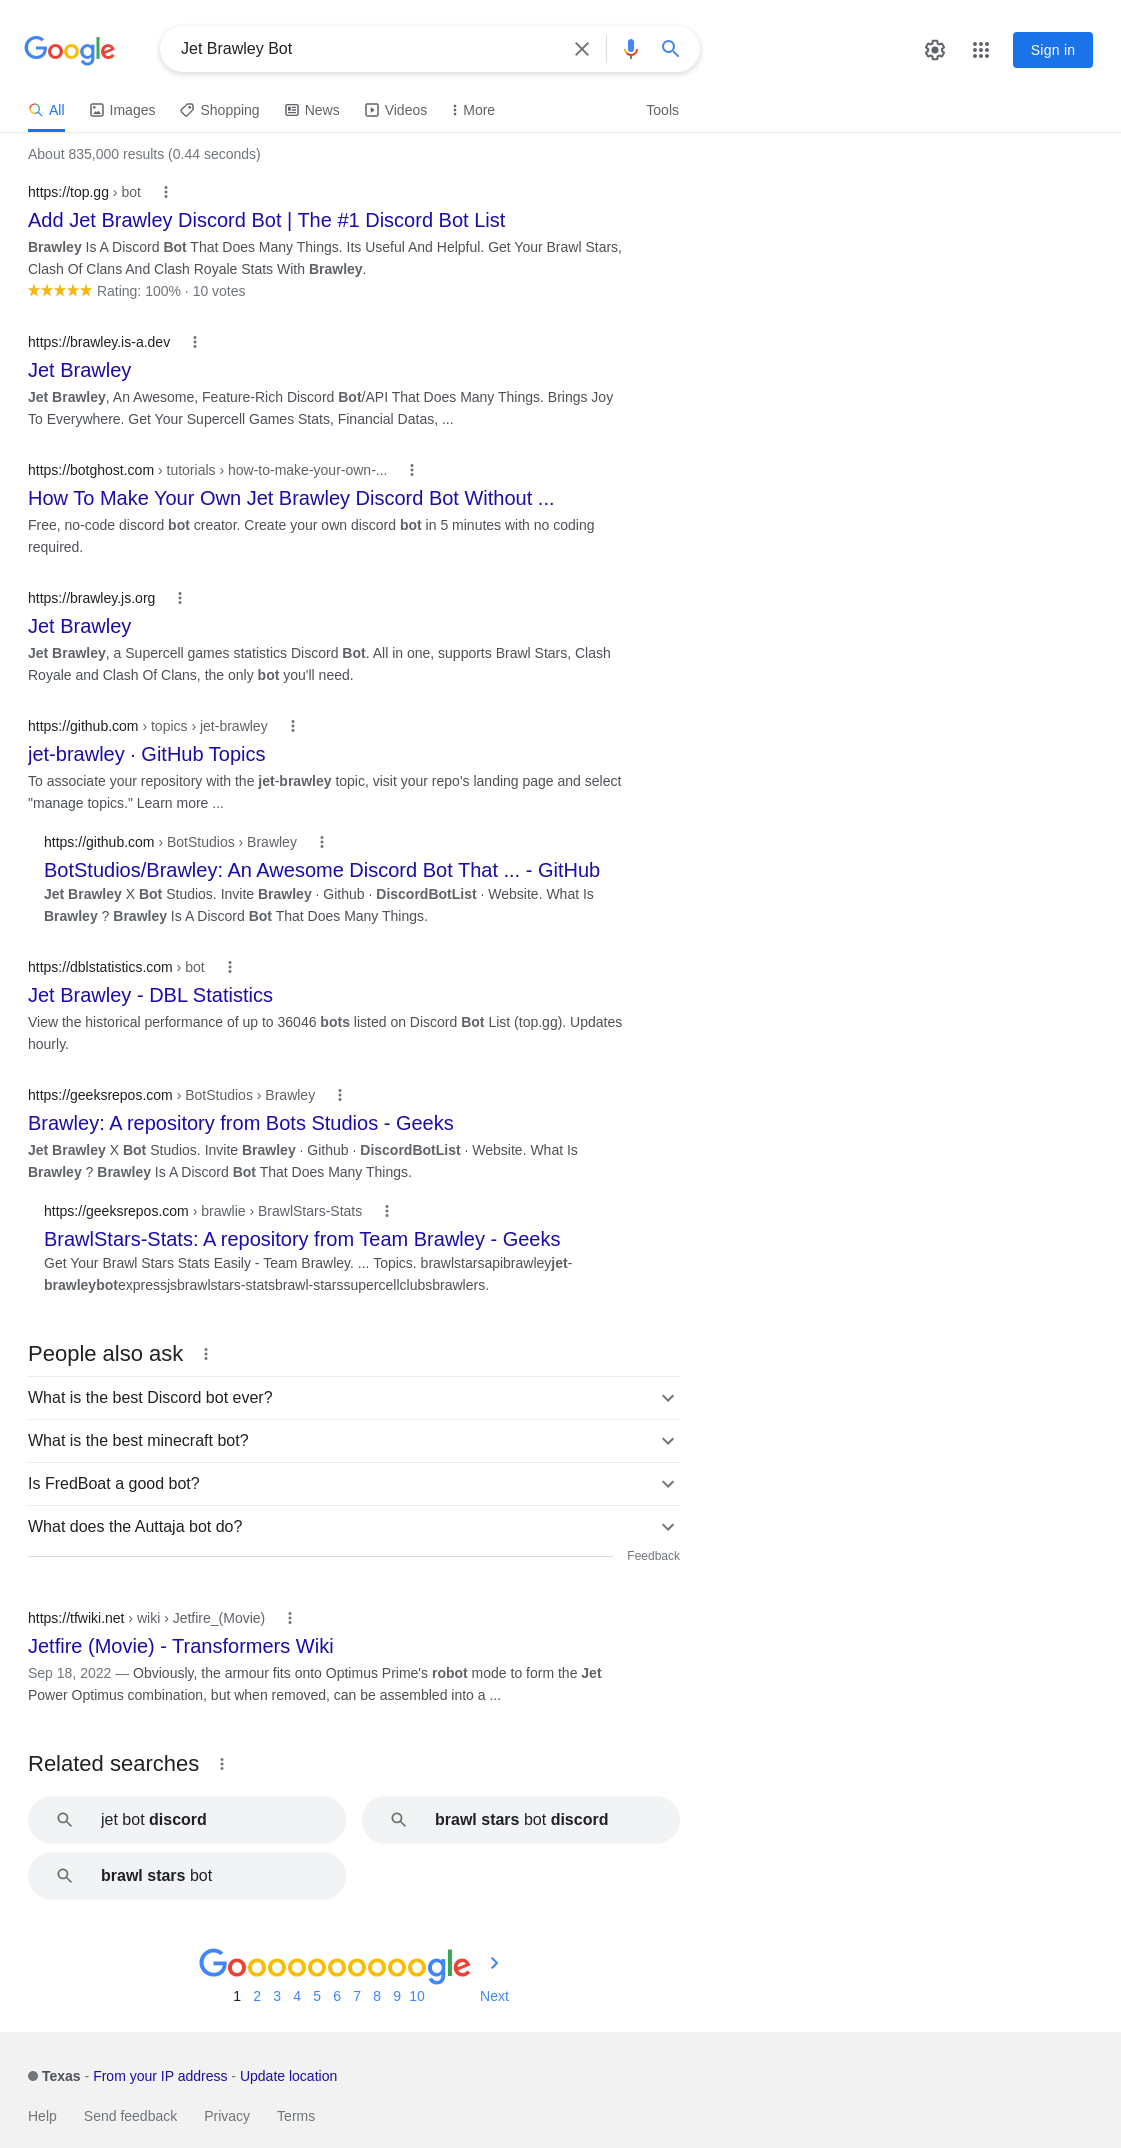 Google
Jet Brawley Bot
Sign in
All Images Shopping News Videos More Tools
About 835,000 results (0.44 seconds)
https://top.gg › bot
Add Jet Brawley Discord Bot | The #1 Discord Bot List
Brawley Is A Discord Bot That Does Many Things. Its Useful And Helpful. Get Your Brawl Stars,
Clash Of Clans And Clash Royale Stats With Brawley.
Rating: 100% · 10 votes
https://brawley.is-a.dev
Jet Brawley
Jet Brawley, An Awesome, Feature-Rich Discord Bot/API That Does Many Things. Brings Joy
To Everywhere. Get Your Supercell Games Stats, Financial Datas, ...
https://botghost.com › tutorials › how-to-make-your-own-...
How To Make Your Own Jet Brawley Discord Bot Without ...
Free, no-code discord bot creator. Create your own discord bot in 5 minutes with no coding
required.
https://brawley.js.org
Jet Brawley
Jet Brawley, a Supercell games statistics Discord Bot. All in one, supports Brawl Stars, Clash
Royale and Clash Of Clans, the only bot you'll need.
https://github.com › topics › jet-brawley
jet-brawley · GitHub Topics
To associate your repository with the jet-brawley topic, visit your repo's landing page and select
"manage topics." Learn more ...
https://github.com › BotStudios › Brawley
BotStudios/Brawley: An Awesome Discord Bot That ... - GitHub
Jet Brawley X Bot Studios. Invite Brawley · Github · DiscordBotList · Website. What Is
Brawley ? Brawley Is A Discord Bot That Does Many Things.
https://dblstatistics.com › bot
Jet Brawley - DBL Statistics
View the historical performance of up to 36046 bots listed on Discord Bot List (top.gg). Updates
hourly.
https://geeksrepos.com › BotStudios › Brawley
Brawley: A repository from Bots Studios - Geeks
Jet Brawley X Bot Studios. Invite Brawley · Github · DiscordBotList · Website. What Is
Brawley ? Brawley Is A Discord Bot That Does Many Things.
https://geeksrepos.com › brawlie › BrawlStars-Stats
BrawlStars-Stats: A repository from Team Brawley - Geeks
Get Your Brawl Stars Stats Easily - Team Brawley. ... Topics. brawlstarsapibrawleyjet-
brawleybotexpressjsbrawlstars-statsbrawl-starssupercellclubsbrawlers.
People also ask
What is the best Discord bot ever?
What is the best minecraft bot?
Is FredBoat a good bot?
What does the Auttaja bot do?
Feedback
https://tfwiki.net › wiki › Jetfire_(Movie)
Jetfire (Movie) - Transformers Wiki
Sep 18, 2022 — Obviously, the armour fits onto Optimus Prime's robot mode to form the Jet
Power Optimus combination, but when removed, can be assembled into a ...
Related searches
jet bot discord
brawl stars bot discord
brawl stars bot
Goooooooooogle
1 2 3 4 5 6 7 8 9 10 Next
Texas - From your IP address - Update location
Help Send feedback Privacy Terms